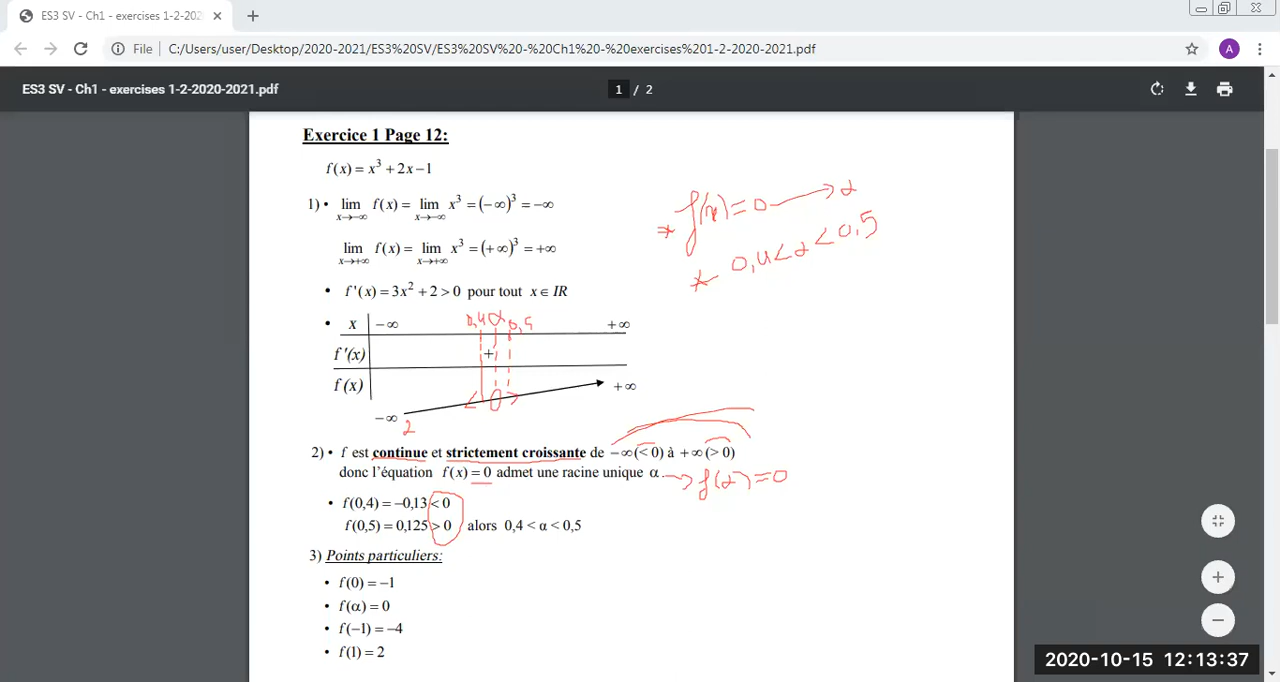 ES3 SV - Ch1 - exercises 1-2-202
File C:/Users/user/Desktop/2020-2021/ES3%20SV/ES3%20SV%20-%20Ch1%20-%20exercises%201-2-2020-2021.pdf
A
ES3 SV - Ch1 - exercises 1-2-2020-2021.pdf
1 / 2
Exercice 1 Page 12:
f(x) = x³ + 2x − 1
1) • lim x→−∞ f(x) = lim x→−∞ x³ = (−∞)³ = −∞
f(x) = 0 → α
lim x→+∞ f(x) = lim x→+∞ x³ = (+∞)³ = +∞
* 0,4 < α < 0,5
• f'(x) = 3x² + 2 > 0 pour tout x ∈ IR
0,4 α 0,5
• x −∞ +∞
f'(x) +
f(x) +∞
0
−∞
2
2) • f est continue et strictement croissante de −∞ (< 0) à +∞ (> 0)
donc l'équation f(x) = 0 admet une racine unique α → f(α) = 0
• f(0,4) = −0,13 < 0
f(0,5) = 0,125 > 0 alors 0,4 < α < 0,5
3) Points particuliers:
• f(0) = −1
• f(α) = 0
• f(−1) = −4
• f(1) = 2
2020-10-15 12:13:37